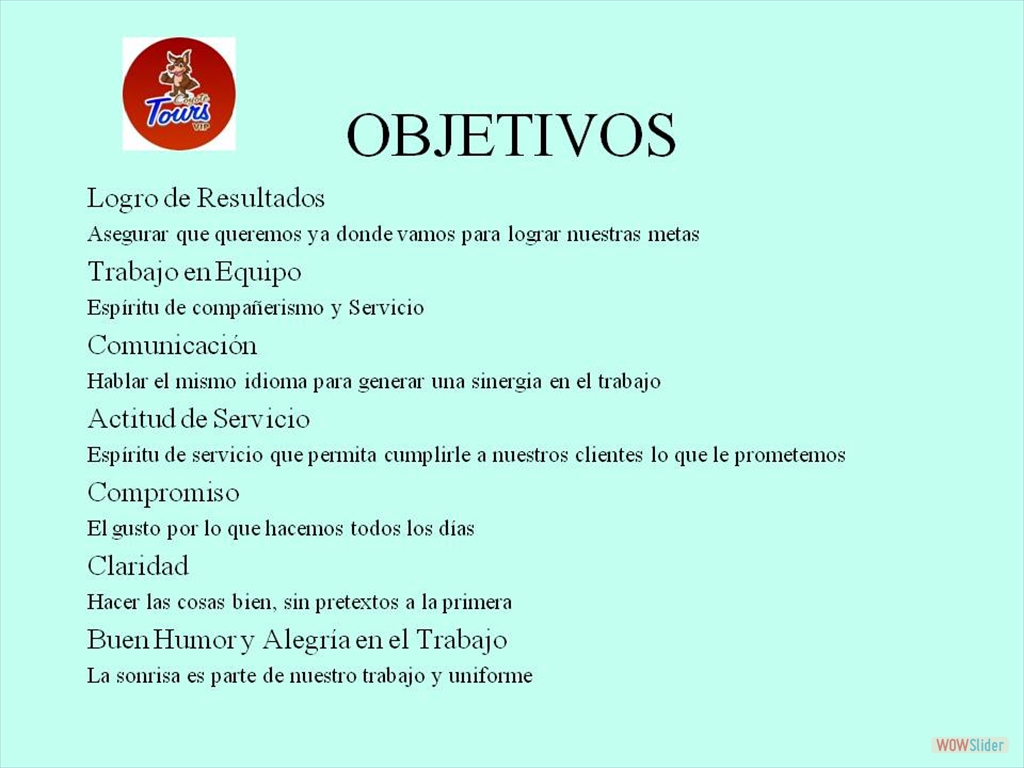 Coyote
Tours
VIP
OBJETIVOS
Logro de Resultados
Asegurar que queremos ya donde vamos para lograr nuestras metas
Trabajo en Equipo
Espíritu de compañerismo y Servicio
Comunicación
Hablar el mismo idioma para generar una sinergia en el trabajo
Actitud de Servicio
Espíritu de servicio que permita cumplirle a nuestros clientes lo que le prometemos
Compromiso
El gusto por lo que hacemos todos los días
Claridad
Hacer las cosas bien, sin pretextos a la primera
Buen Humor y Alegría en el Trabajo
La sonrisa es parte de nuestro trabajo y uniforme
WOWSlider